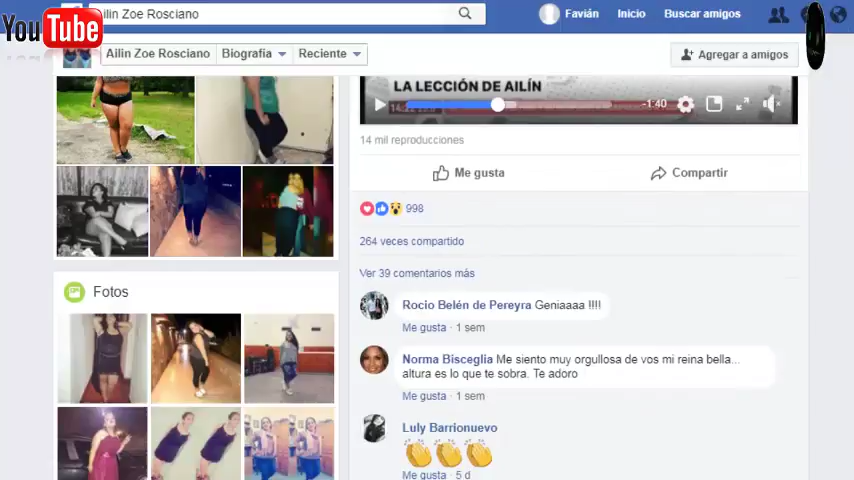 YouTube
Ailin Zoe Rosciano
Favián
Inicio
Buscar amigos
Ailin Zoe Rosciano
Biografía
Reciente
Agregar a amigos
LA LECCIÓN DE AILÍN
-1:40
14 mil reproducciones
Me gusta
Compartir
998
264 veces compartido
Ver 39 comentarios más
Fotos
Rocio Belén de Pereyra Geniaaaa !!!!
Me gusta · 1 sem
Norma Bisceglia Me siento muy orgullosa de vos mi reina bella...
altura es lo que te sobra. Te adoro
Me gusta · 1 sem
Luly Barrionuevo
Me gusta · 5 d